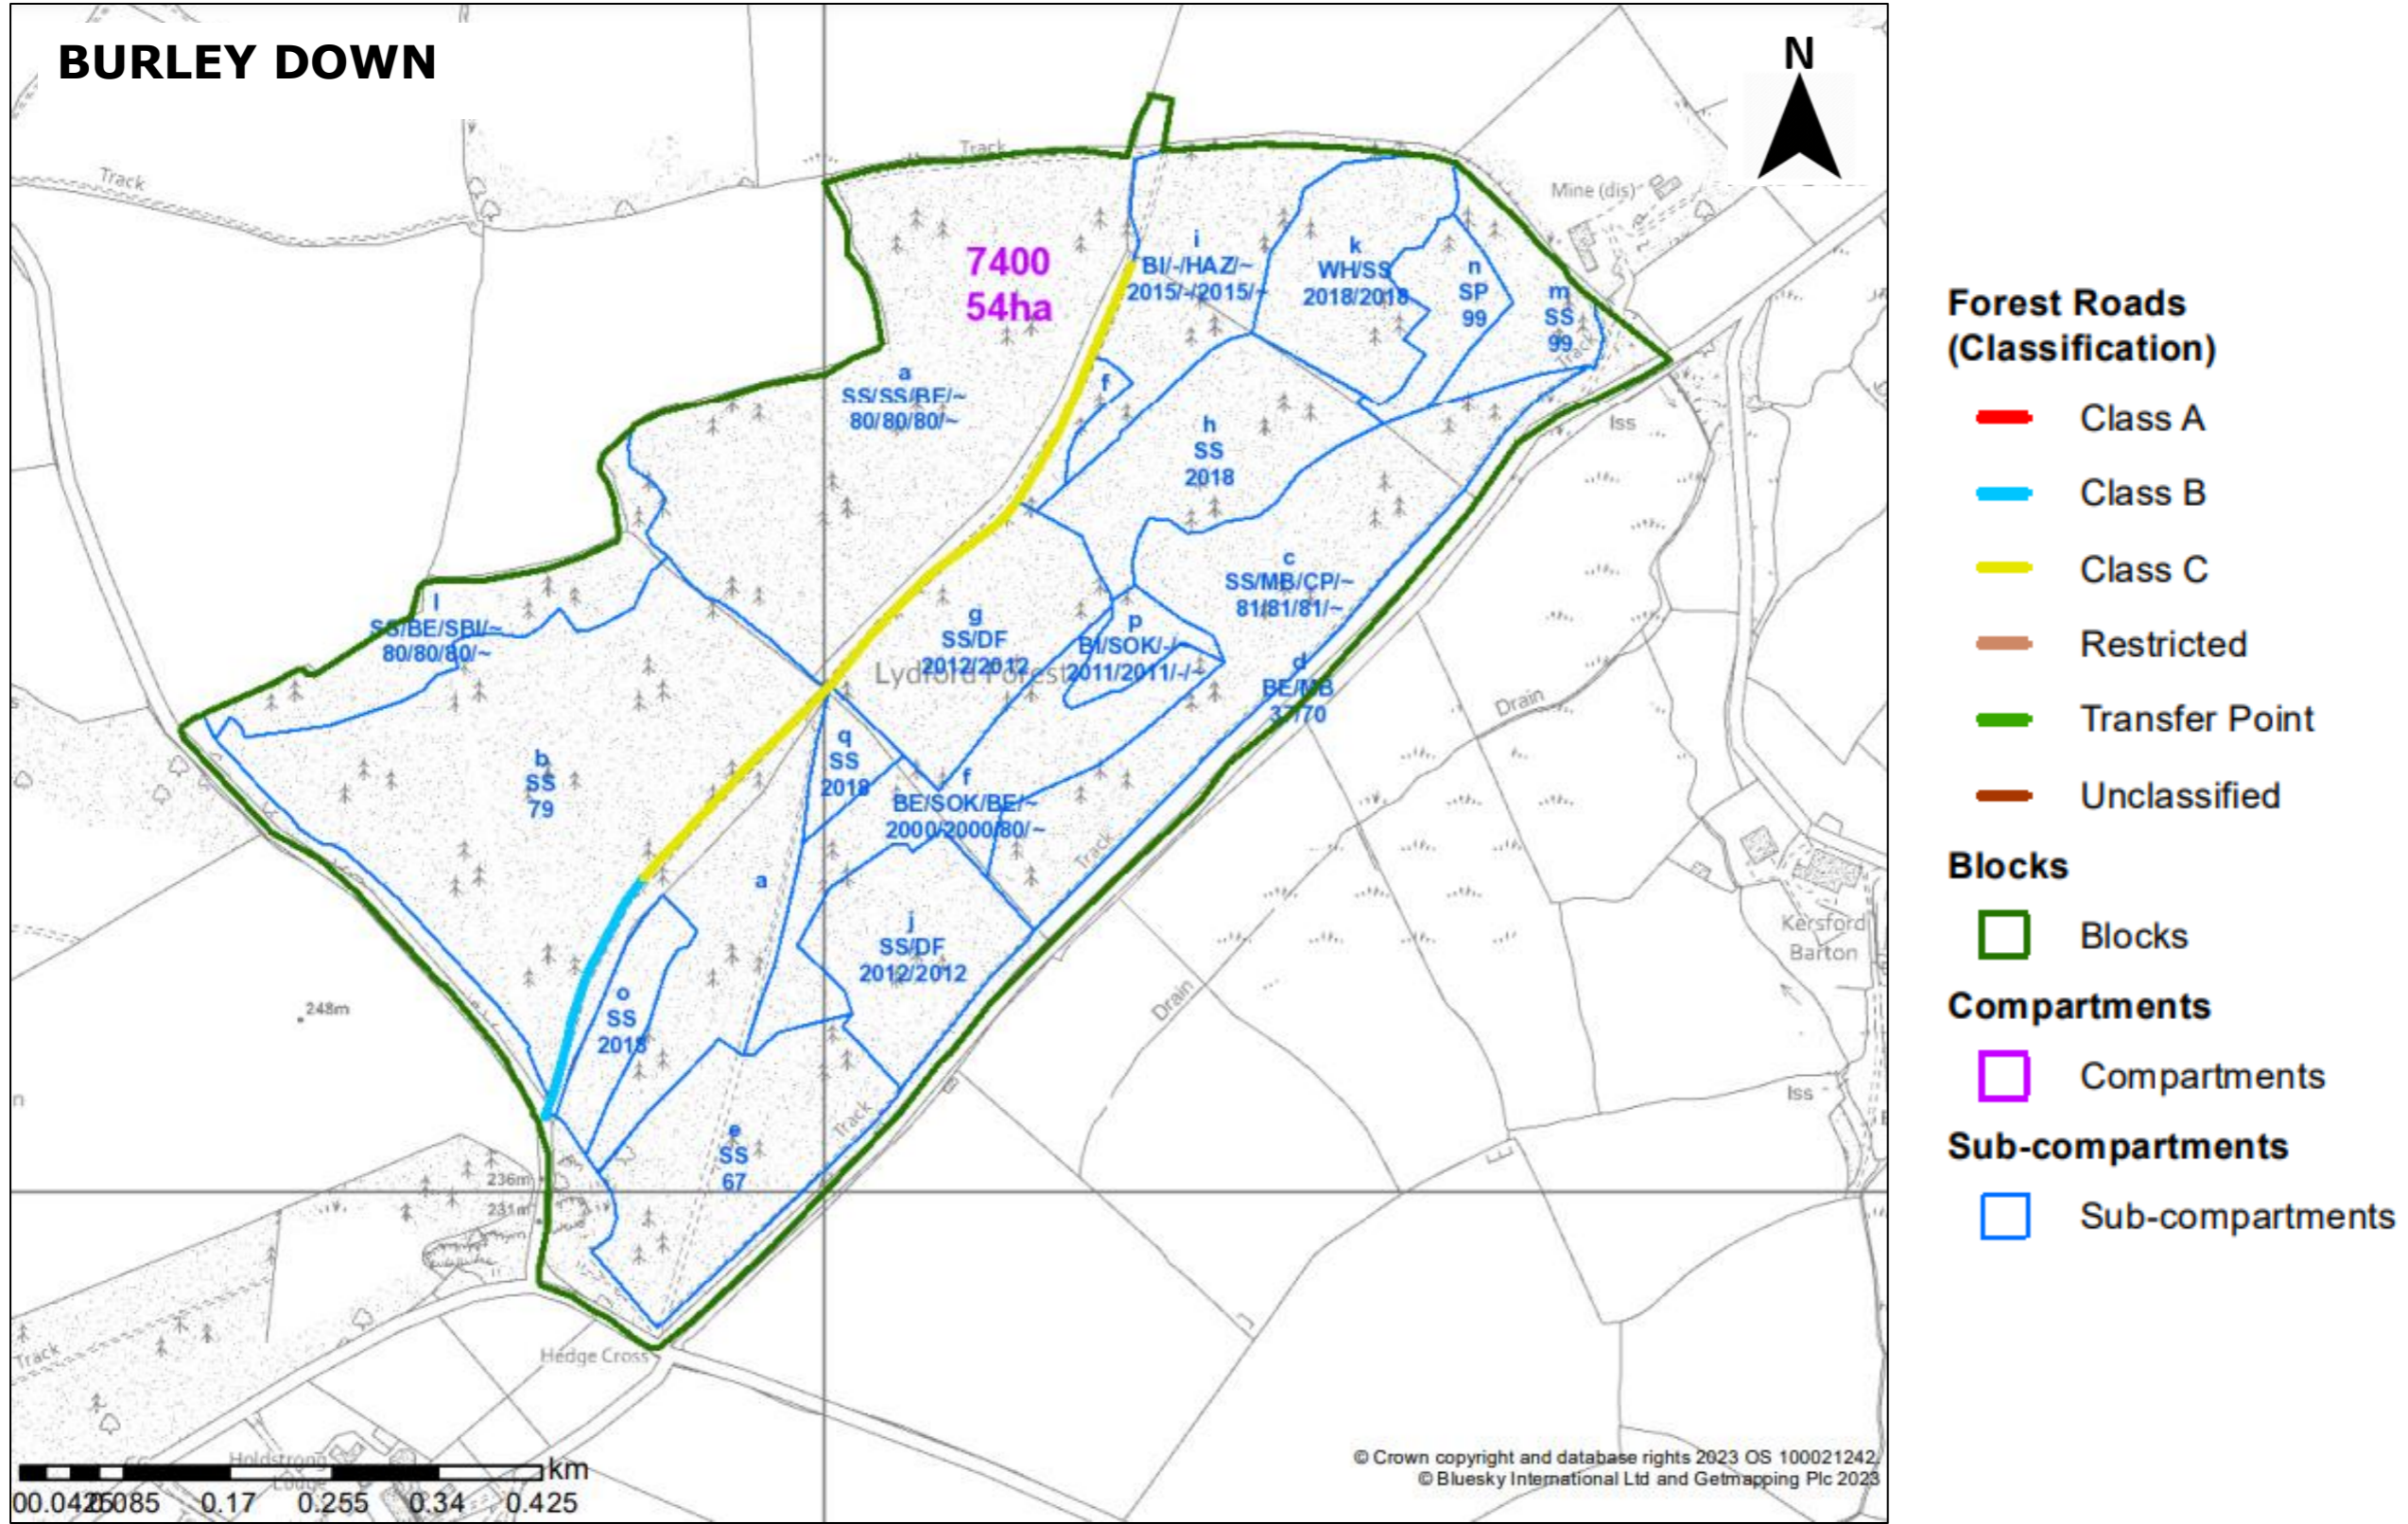 BURLEY DOWN
N
Track
Track
Mine (dis)
7400
54ha
i
BI/-/HAZ/~
2015/-/2015/~
k
WH/SS
2018/2018
n
SP
99
m
SS
99
Track
a
SS/SS/BE/~
80/80/80/~
f
h
SS
2018
Iss
c
SS/MB/CP/~
81/81/81/~
l
SS/BE/SBI/~
80/80/80/~
g
SS/DF
2012/2012
p
BI/SOK/-/~
2011/2011/-/~
Lydford Forest
d
BE/MB
37/70
Drain
b
SS
79
q
SS
2018
f
BE/SOK/BE/~
2000/2000/80/~
Track
a
j
SS/DF
2012/2012
Kersford
Barton
Drain
248m
o
SS
2018
Iss
n
e
SS
67
Track
236m
231m
Hedge Cross
Track
Holdstrong
Lodge
km
0.17 0.255 0.34 0.425
© Crown copyright and database rights 2023 OS 100021242.
© Bluesky International Ltd and Getmapping Plc 2023
Forest Roads
(Classification)
Class A
Class B
Class C
Restricted
Transfer Point
Unclassified
Blocks
Blocks
Compartments
Compartments
Sub-compartments
Sub-compartments